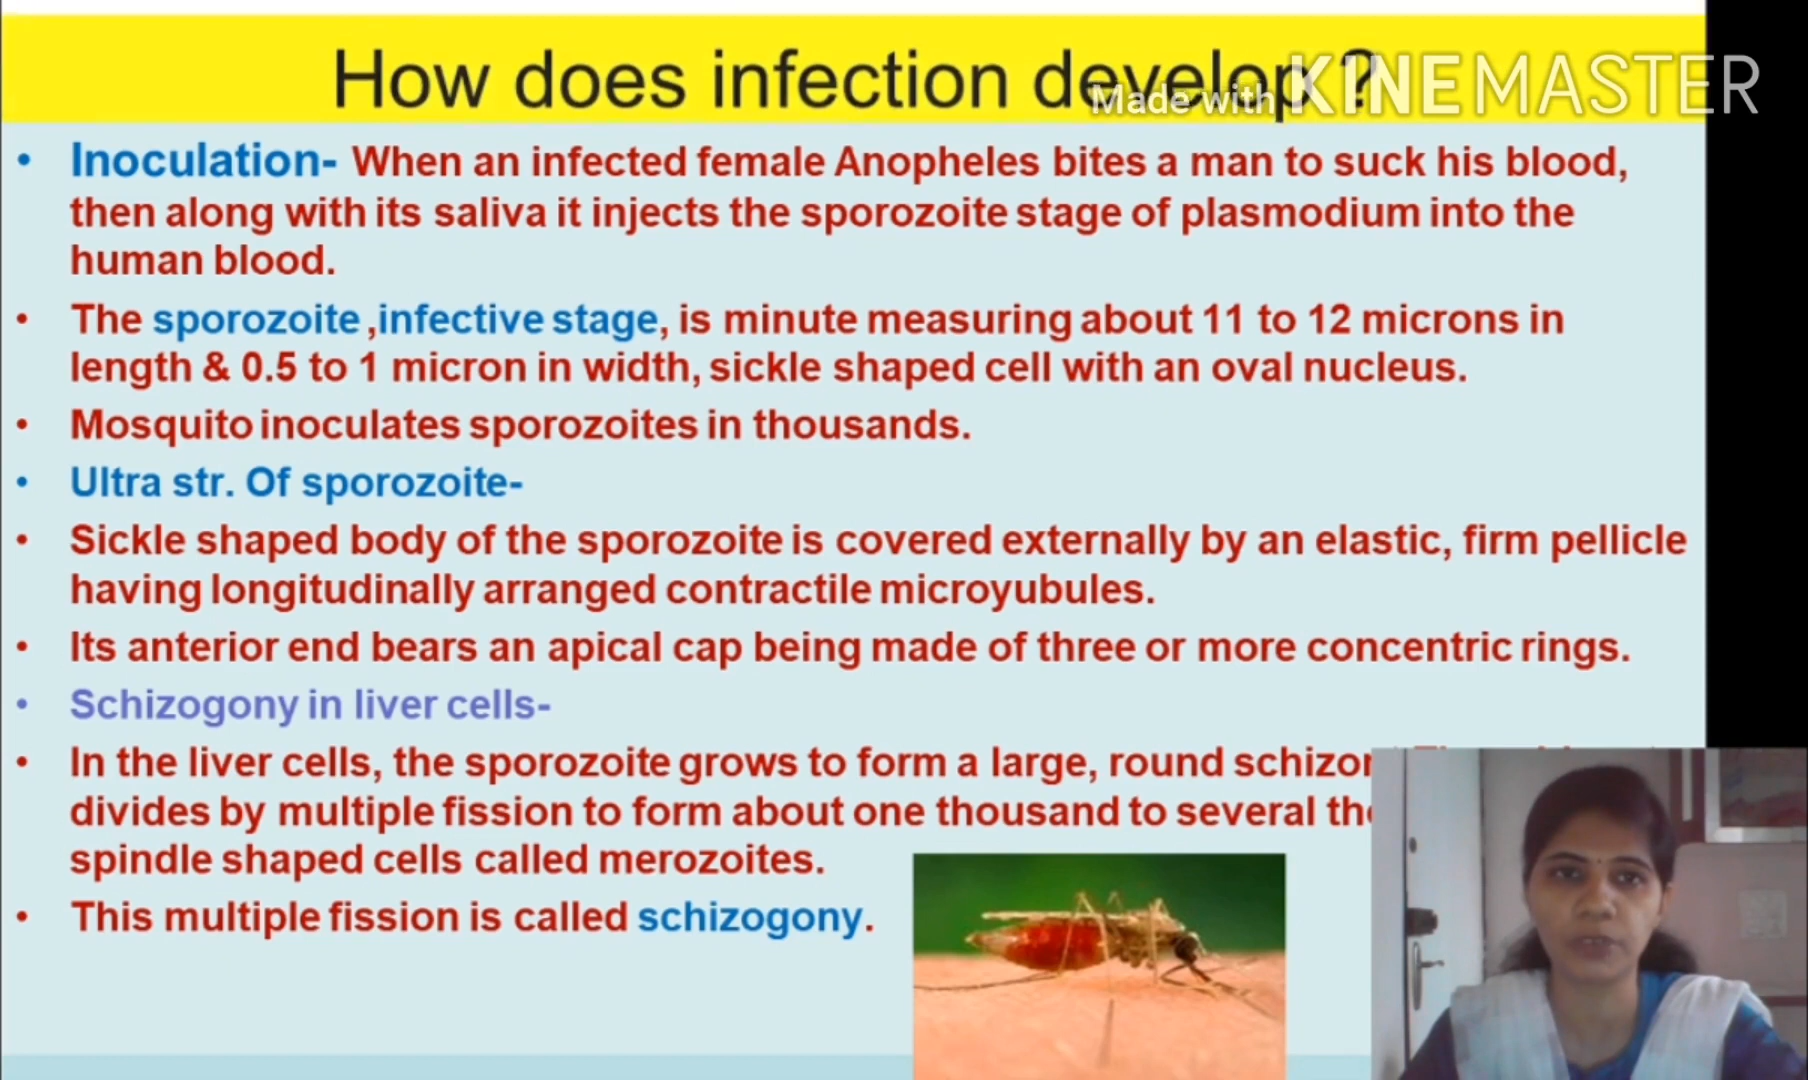 How does infection develop ?
Made with KINEMASTER
• Inoculation- When an infected female Anopheles bites a man to suck his blood,
then along with its saliva it injects the sporozoite stage of plasmodium into the
human blood.
• The sporozoite ,infective stage, is minute measuring about 11 to 12 microns in
length & 0.5 to 1 micron in width, sickle shaped cell with an oval nucleus.
• Mosquito inoculates sporozoites in thousands.
• Ultra str. Of sporozoite-
• Sickle shaped body of the sporozoite is covered externally by an elastic, firm pellicle
having longitudinally arranged contractile microyubules.
• Its anterior end bears an apical cap being made of three or more concentric rings.
• Schizogony in liver cells-
• In the liver cells, the sporozoite grows to form a large, round
divides by multiple fission to form about one thousand to several
spindle shaped cells called merozoites.
• This multiple fission is called schizogony.